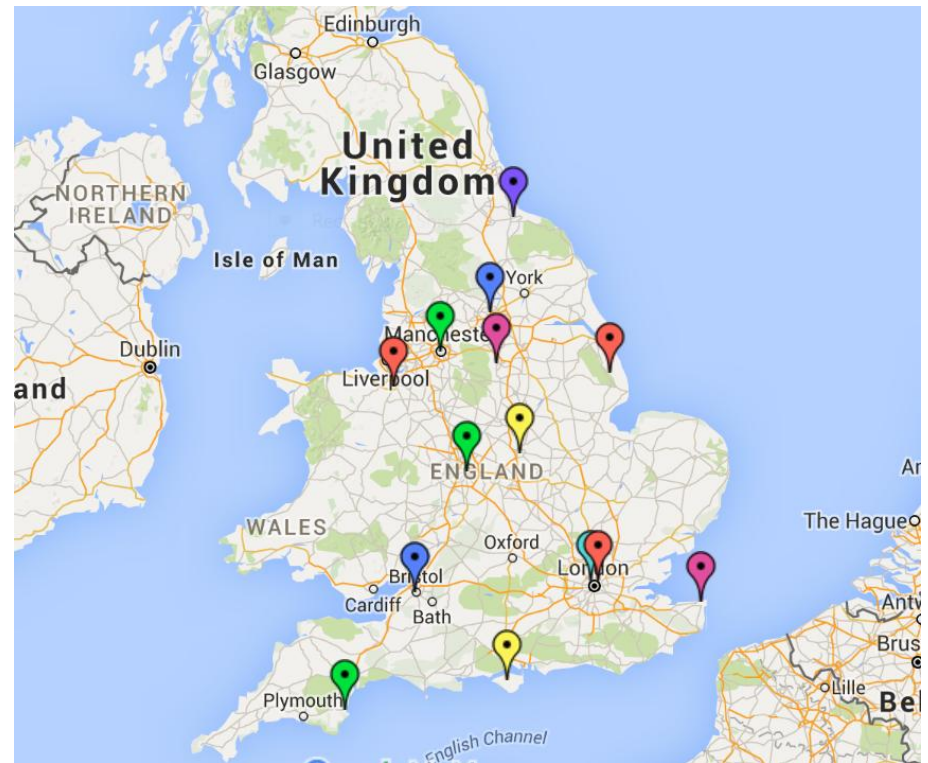 Edinburgh
Glasgow
United
Kingdom
NORTHERN
IRELAND
Isle of Man
York
Manchester
Dublin
Liverpool
and
ENGLAND
Ar
WALES
The Hague
Oxford
Bristol
London
Cardiff
Bath
Antw
Brus
Plymouth
Lille
Bel
English Channel